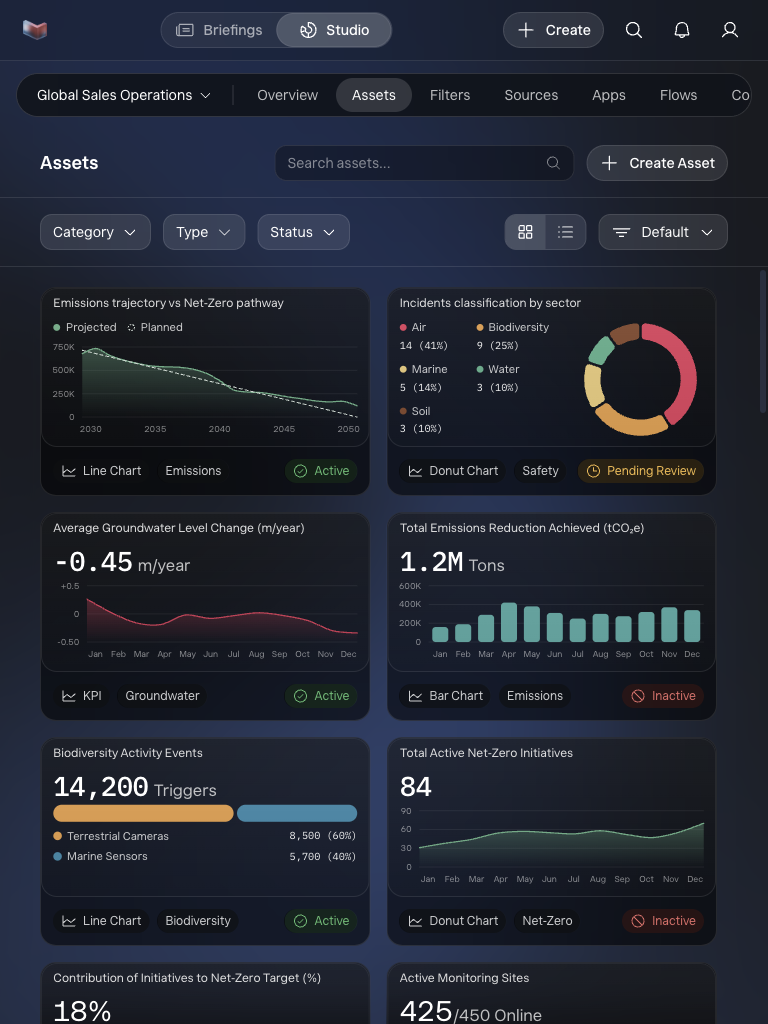 Briefings Studio Create
Global Sales Operations Overview Assets Filters Sources Apps Flows Co
Assets Search assets... Create Asset
Category Type Status Default
Emissions trajectory vs Net-Zero pathway
Projected Planned
750K
500K
250K
0
2030 2035 2040 2045 2050
Line Chart Emissions Active
Incidents classification by sector
Air Biodiversity
14 (41%) 9 (25%)
Marine Water
5 (14%) 3 (10%)
Soil
3 (10%)
Donut Chart Safety Pending Review
Average Groundwater Level Change (m/year)
-0.45 m/year
+0.5
0
-0.50
Jan Feb Mar Apr May Jun Jul Aug Sep Oct Nov Dec
KPI Groundwater Active
Total Emissions Reduction Achieved (tCO₂e)
1.2M Tons
600K
400K
200K
0
Jan Feb Mar Apr May Jun Jul Aug Sep Oct Nov Dec
Bar Chart Emissions Inactive
Biodiversity Activity Events
14,200 Triggers
Terrestrial Cameras 8,500 (60%)
Marine Sensors 5,700 (40%)
Line Chart Biodiversity Active
Total Active Net-Zero Initiatives
84
90
60
30
0
Jan Feb Mar Apr May Jun Jul Aug Sep Oct Nov Dec
Donut Chart Net-Zero Inactive
Contribution of Initiatives to Net-Zero Target (%)
18%
Active Monitoring Sites
425/450 Online